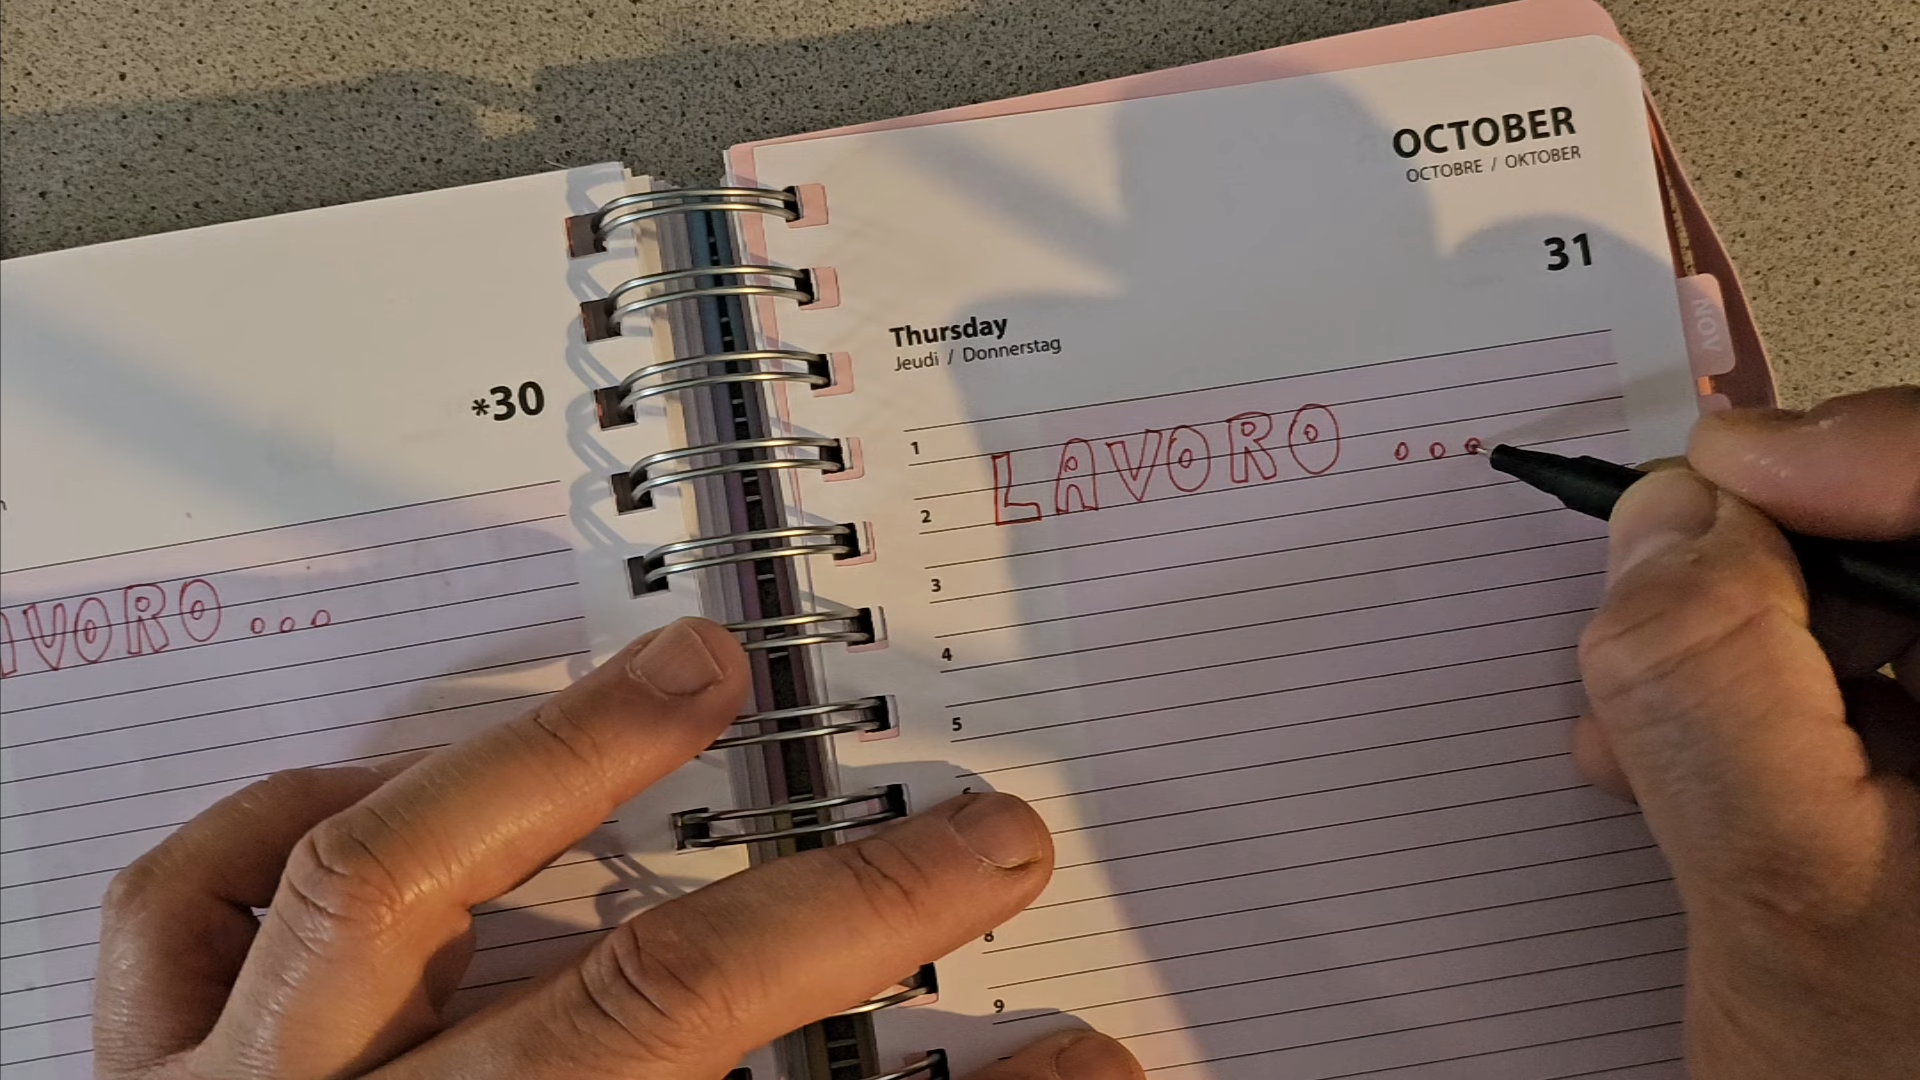 *30
AVORO...
OCTOBER
OCTOBRE / OKTOBER
31
Thursday
Jeudi / Donnerstag
NOV
1
LAVORO ...
2
3
4
5
8
9